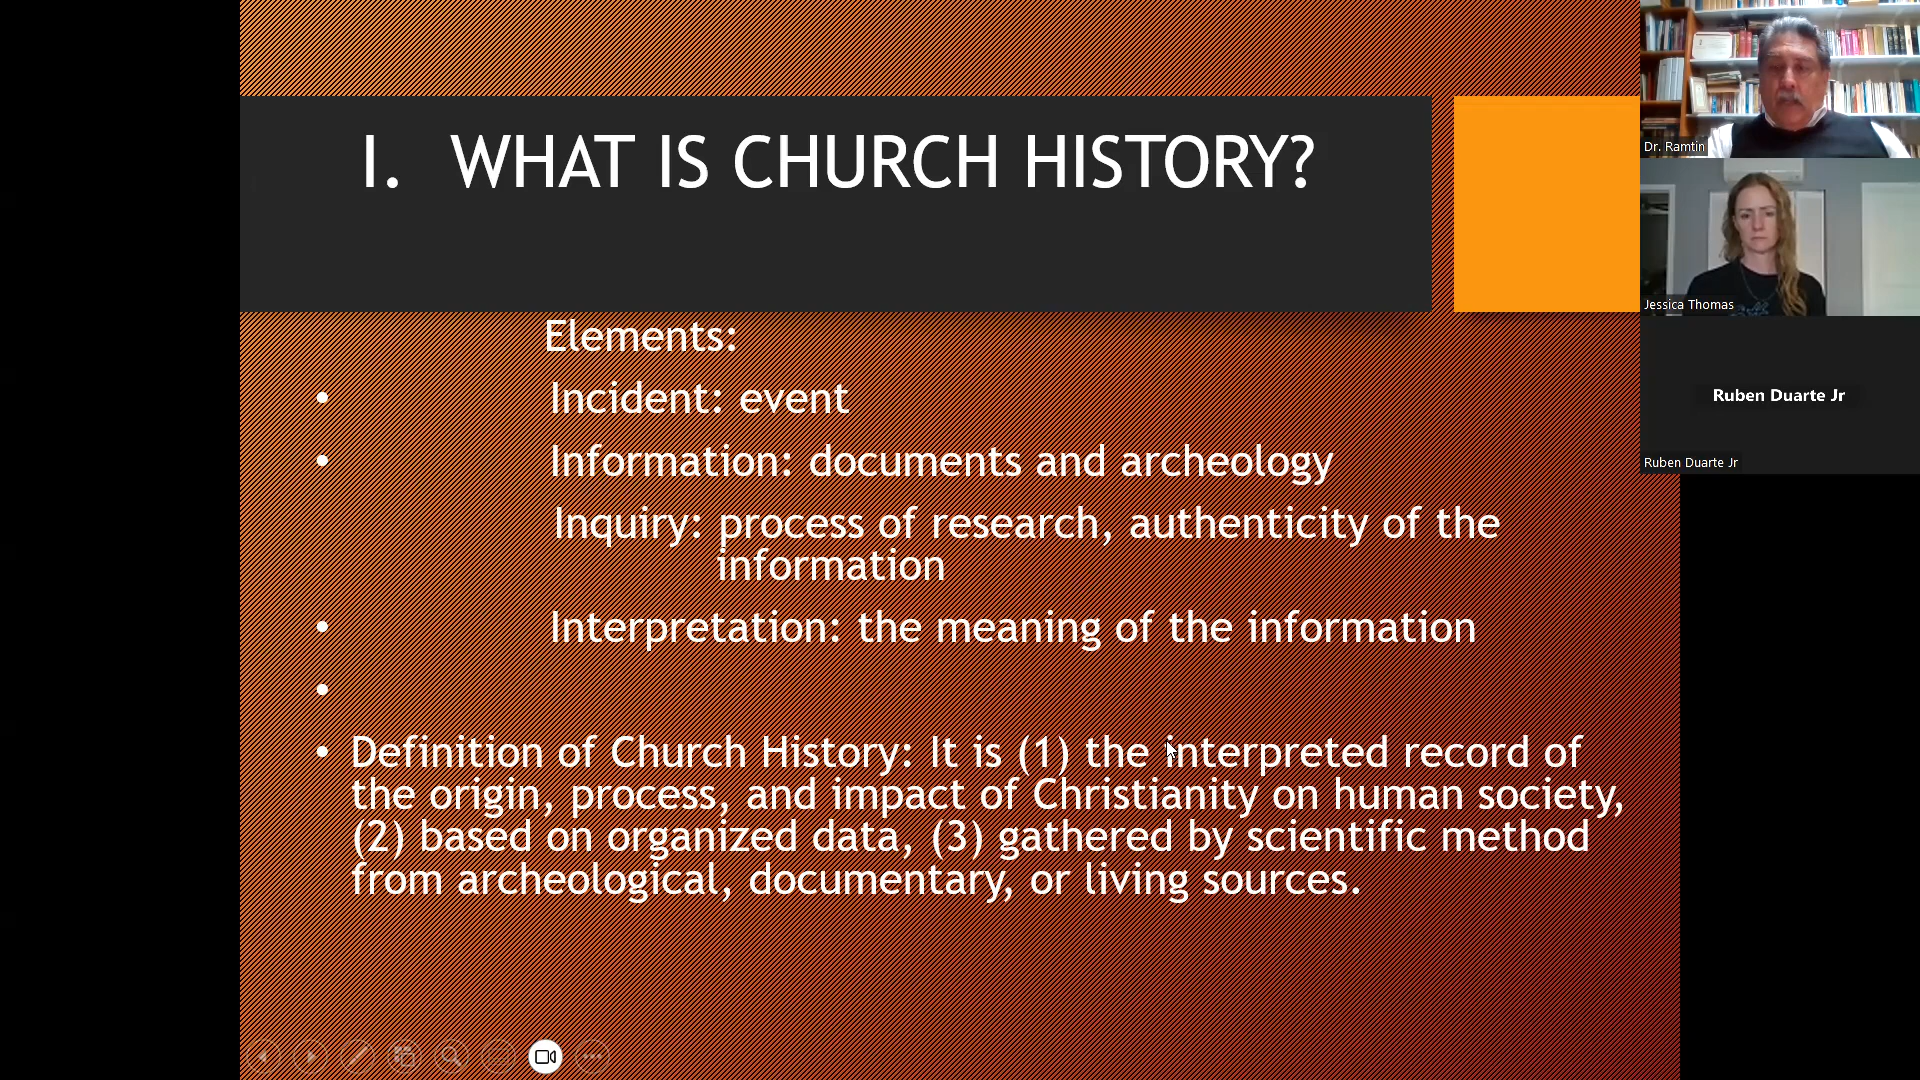 I. WHAT IS CHURCH HISTORY?
Elements:
• Incident: event
• Information: documents and archeology
Inquiry: process of research, authenticity of the
information
• Interpretation: the meaning of the information
•
• Definition of Church History: It is (1) the interpreted record of
the origin, process, and impact of Christianity on human society,
(2) based on organized data, (3) gathered by scientific method
from archeological, documentary, or living sources.
Dr. Ramtin
Jessica Thomas
Ruben Duarte Jr
Ruben Duarte Jr